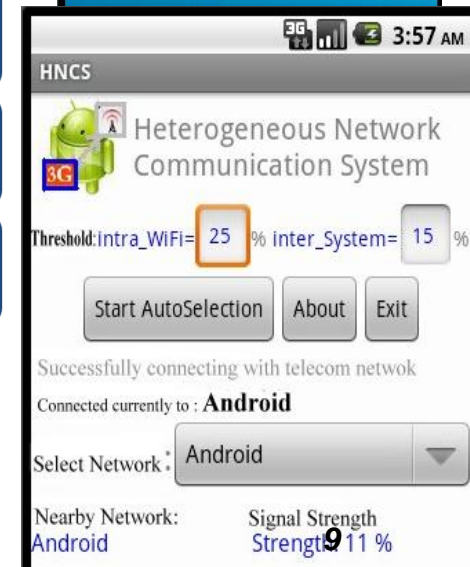 3G 3:57 AM
HNCS
3G
Heterogeneous Network
Communication System
Threshold: intra_WiFi= 25 % inter_System= 15 %
Start AutoSelection About Exit
Successfully connecting with telecom netwok
Connected currently to : Android
Select Network : Android
Nearby Network: Signal Strength
Android Strength 11 %
9